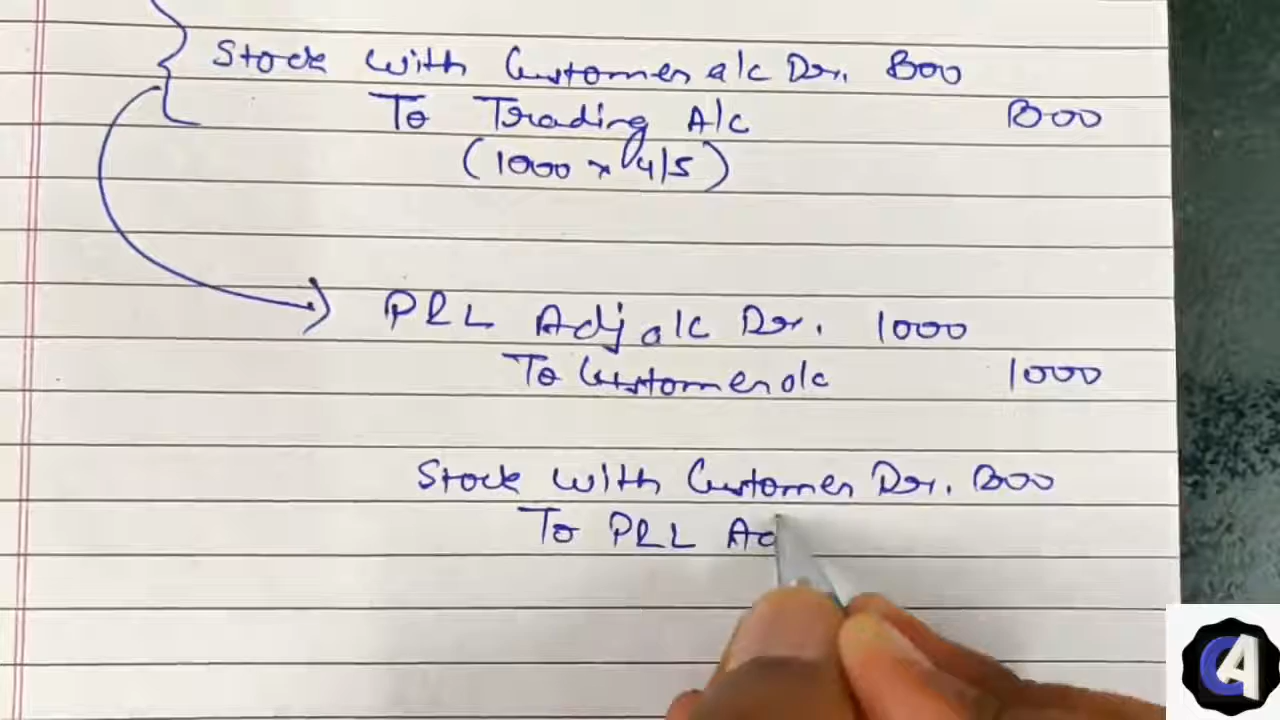 Stock with Customer a/c Dr. 800
To Trading A/c 800
(1000 x 4/5)
P&L Adj a/c Dr. 1000
To Customer a/c 1000
Stock with Customer Dr. 800
To P&L Ad
CA